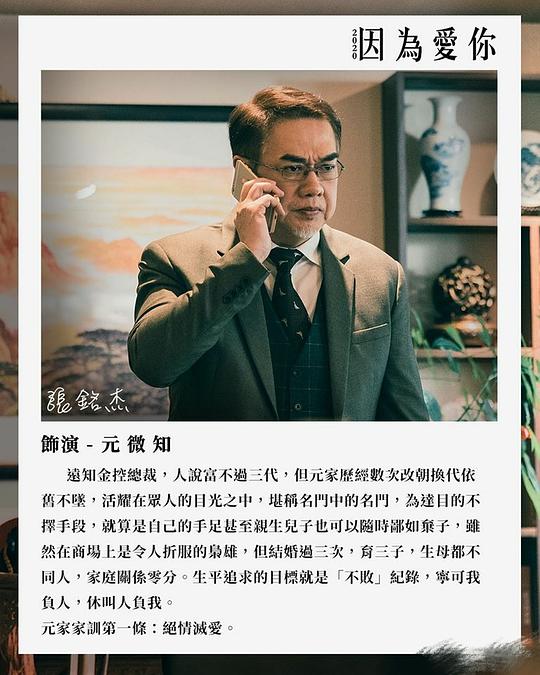 2020因為愛你
張銘杰
飾演 - 元微知
遠知金控總裁，人說富不過三代，但元家歷經數次改朝換代依
舊不墜，活耀在眾人的目光之中，堪稱名門中的名門，為達目的不
擇手段，就算是自己的手足甚至親生兒子也可以隨時鄙如棄子，雖
然在商場上是令人折服的梟雄，但結婚過三次，育三子，生母都不
同人，家庭關係零分。生平追求的目標就是「不敗」紀錄，寧可我
負人，休叫人負我。
元家家訓第一條：絕情滅愛。